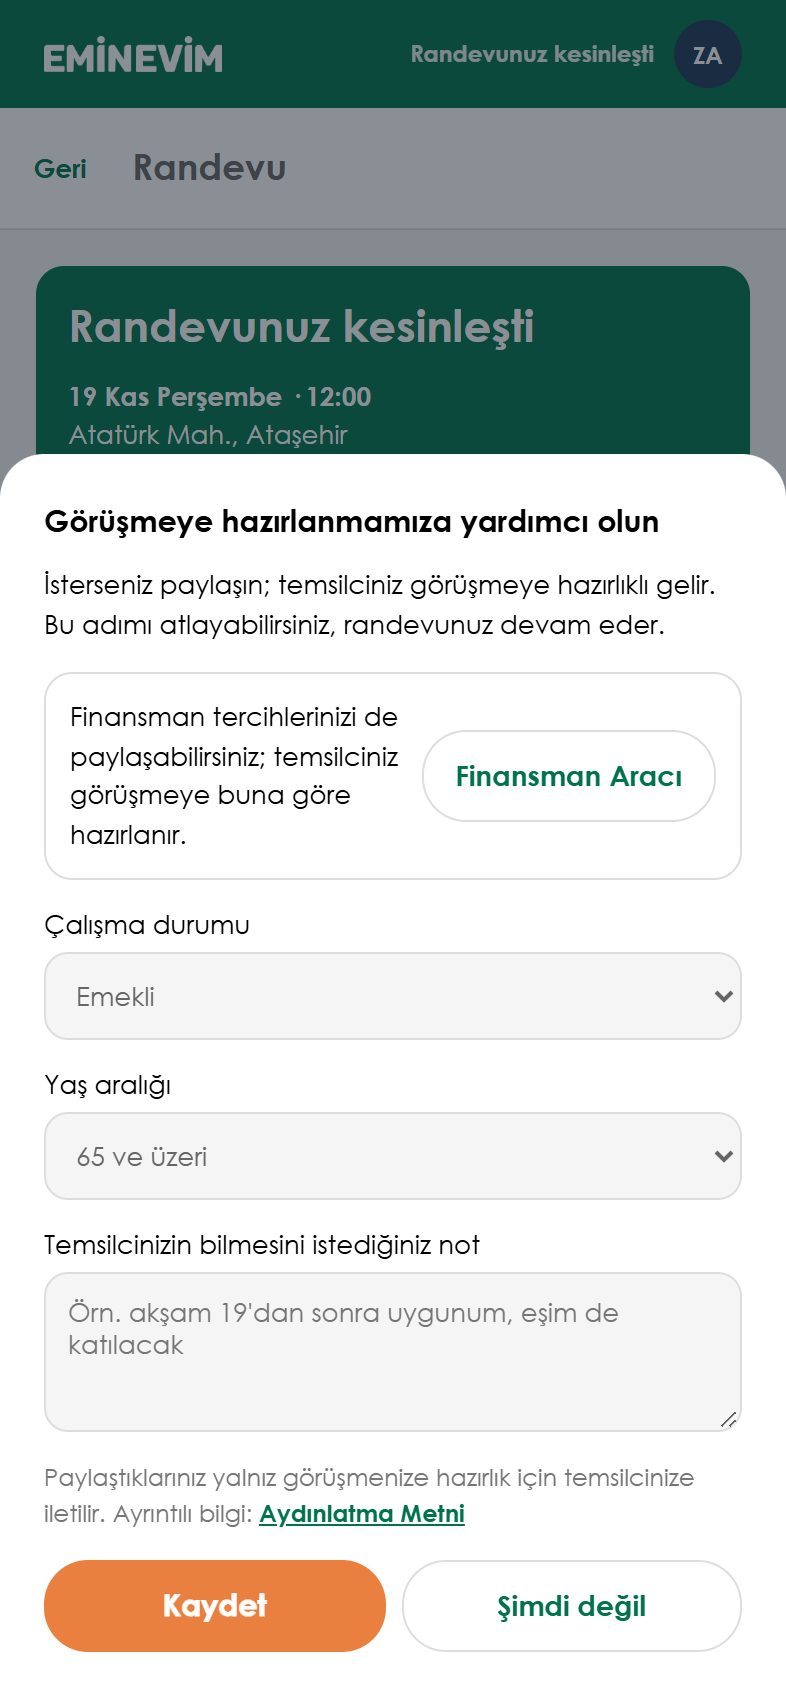 EMİNEVİM
Randevunuz kesinleşti
ZA
Geri
Randevu
Randevunuz kesinleşti
19 Kas Perşembe · 12:00
Atatürk Mah., Ataşehir
Görüşmeye hazırlanmamıza yardımcı olun
İsterseniz paylaşın; temsilciniz görüşmeye hazırlıklı gelir.
Bu adımı atlayabilirsiniz, randevunuz devam eder.
Finansman tercihlerinizi de
paylaşabilirsiniz; temsilciniz
görüşmeye buna göre
hazırlanır.
Finansman Aracı
Çalışma durumu
Emekli
Yaş aralığı
65 ve üzeri
Temsilcinizin bilmesini istediğiniz not
Örn. akşam 19'dan sonra uygunum, eşim de
katılacak
Paylaştıklarınız yalnız görüşmenize hazırlık için temsilcinize
iletilir. Ayrıntılı bilgi: Aydınlatma Metni
Kaydet
Şimdi değil